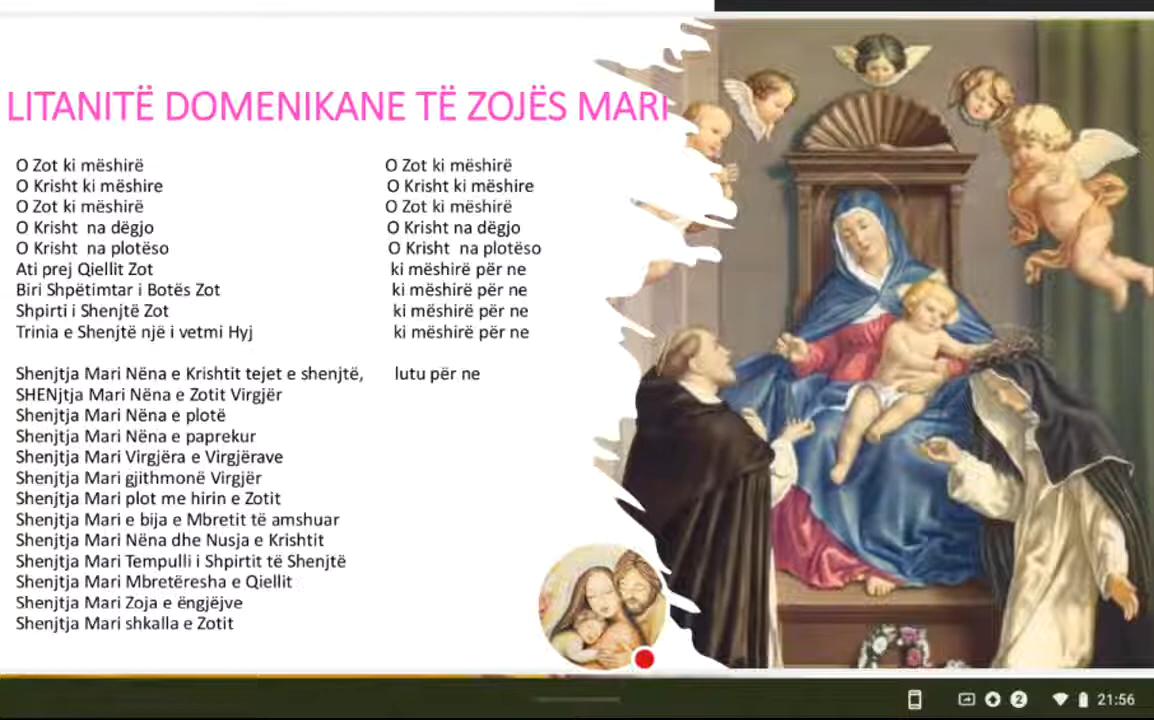 LITANITË DOMENIKANE TË ZOJËS MARI
O Zot ki mëshirë O Zot ki mëshirë
O Krisht ki mëshire O Krisht ki mëshire
O Zot ki mëshirë O Zot ki mëshirë
O Krisht na dëgjo O Krisht na dëgjo
O Krisht na plotëso O Krisht na plotëso
Ati prej Qiellit Zot ki mëshirë për ne
Biri Shpëtimtar i Botës Zot ki mëshirë për ne
Shpirti i Shenjtë Zot ki mëshirë për ne
Trinia e Shenjtë një i vetmi Hyj ki mëshirë për ne
Shenjtja Mari Nëna e Krishtit tejet e shenjtë, lutu për ne
SHENjtja Mari Nëna e Zotit Virgjër
Shenjtja Mari Nëna e plotë
Shenjtja Mari Nëna e paprekur
Shenjtja Mari Virgjëra e Virgjërave
Shenjtja Mari gjithmonë Virgjër
Shenjtja Mari plot me hirin e Zotit
Shenjtja Mari e bija e Mbretit të amshuar
Shenjtja Mari Nëna dhe Nusja e Krishtit
Shenjtja Mari Tempulli i Shpirtit të Shenjtë
Shenjtja Mari Mbretëresha e Qiellit
Shenjtja Mari Zoja e ëngjëjve
Shenjtja Mari shkalla e Zotit
2 21:56